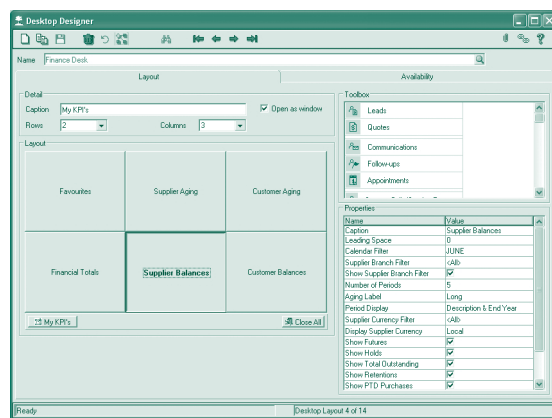 Desktop Designer
Name Finance Desk
Layout Availability
Detail
Caption My KPI's Open as window
Rows 2 Columns 3
Layout
Favourites Supplier Aging Customer Aging
Financial Totals Supplier Balances Customer Balances
My KPI's Close All
Toolbox
Leads
Quotes
Communications
Follow-ups
Appointments
Properties
Name Value
Caption Supplier Balances
Leading Space 0
Calendar Filter JUNE
Supplier Branch Filter <All>
Show Supplier Branch Filter
Number of Periods 5
Aging Label Long
Period Display Description & End Year
Supplier Currency Filter <All>
Display Supplier Currency Local
Show Futures
Show Holds
Show Total Outstanding
Show Retentions
Show PTD Purchases
Ready Desktop Layout 4 of 14